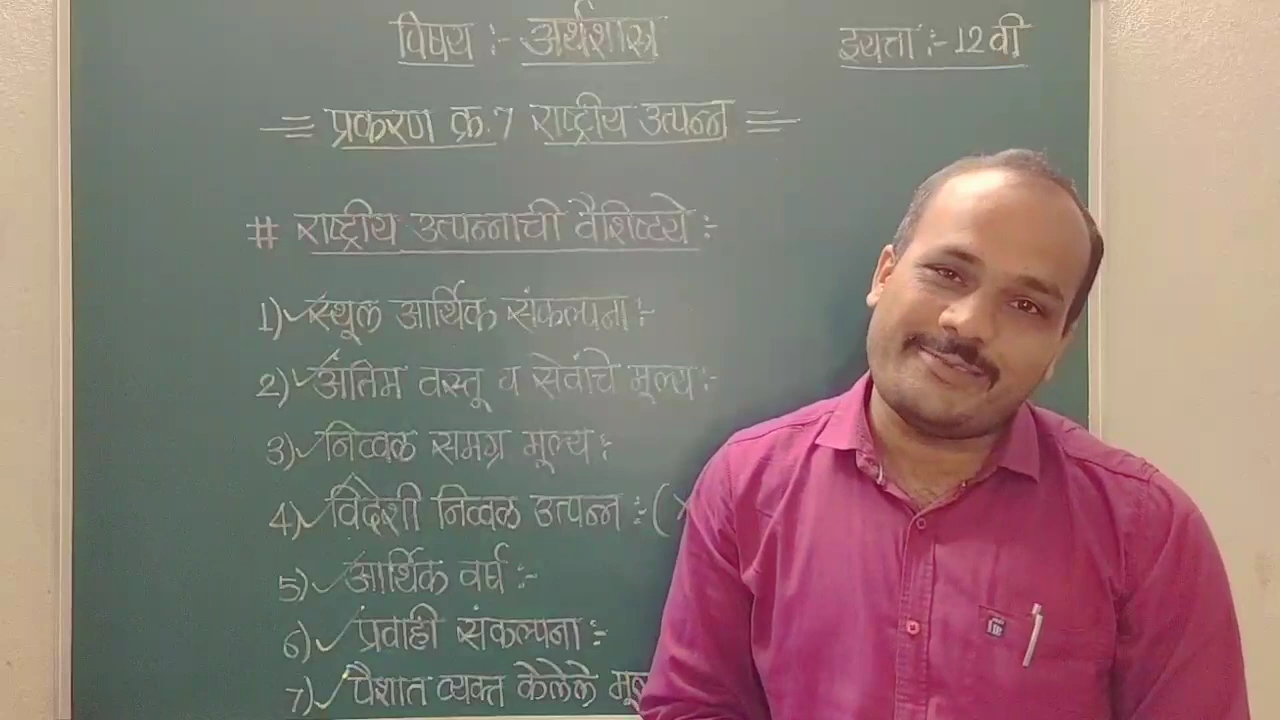 विषय :- अर्थशास्त्र
इयत्ता :- 12 वी
प्रकरण क्र. 7 राष्ट्रीय उत्पन्न
# राष्ट्रीय उत्पन्नाची वैशिष्ट्ये :-
1) ✓ स्थूल आर्थिक संकल्पना :-
2) ✓ अंतिम वस्तू व सेवांचे मूल्य :-
3) ✓ निव्वळ समग्र मूल्य :-
4) ✓ विदेशी निव्वळ उत्पन्न :- (X
5) ✓ आर्थिक वर्ष :-
6) ✓ प्रवाही संकल्पना :-
7) ✓ पैशात व्यक्त केलेले